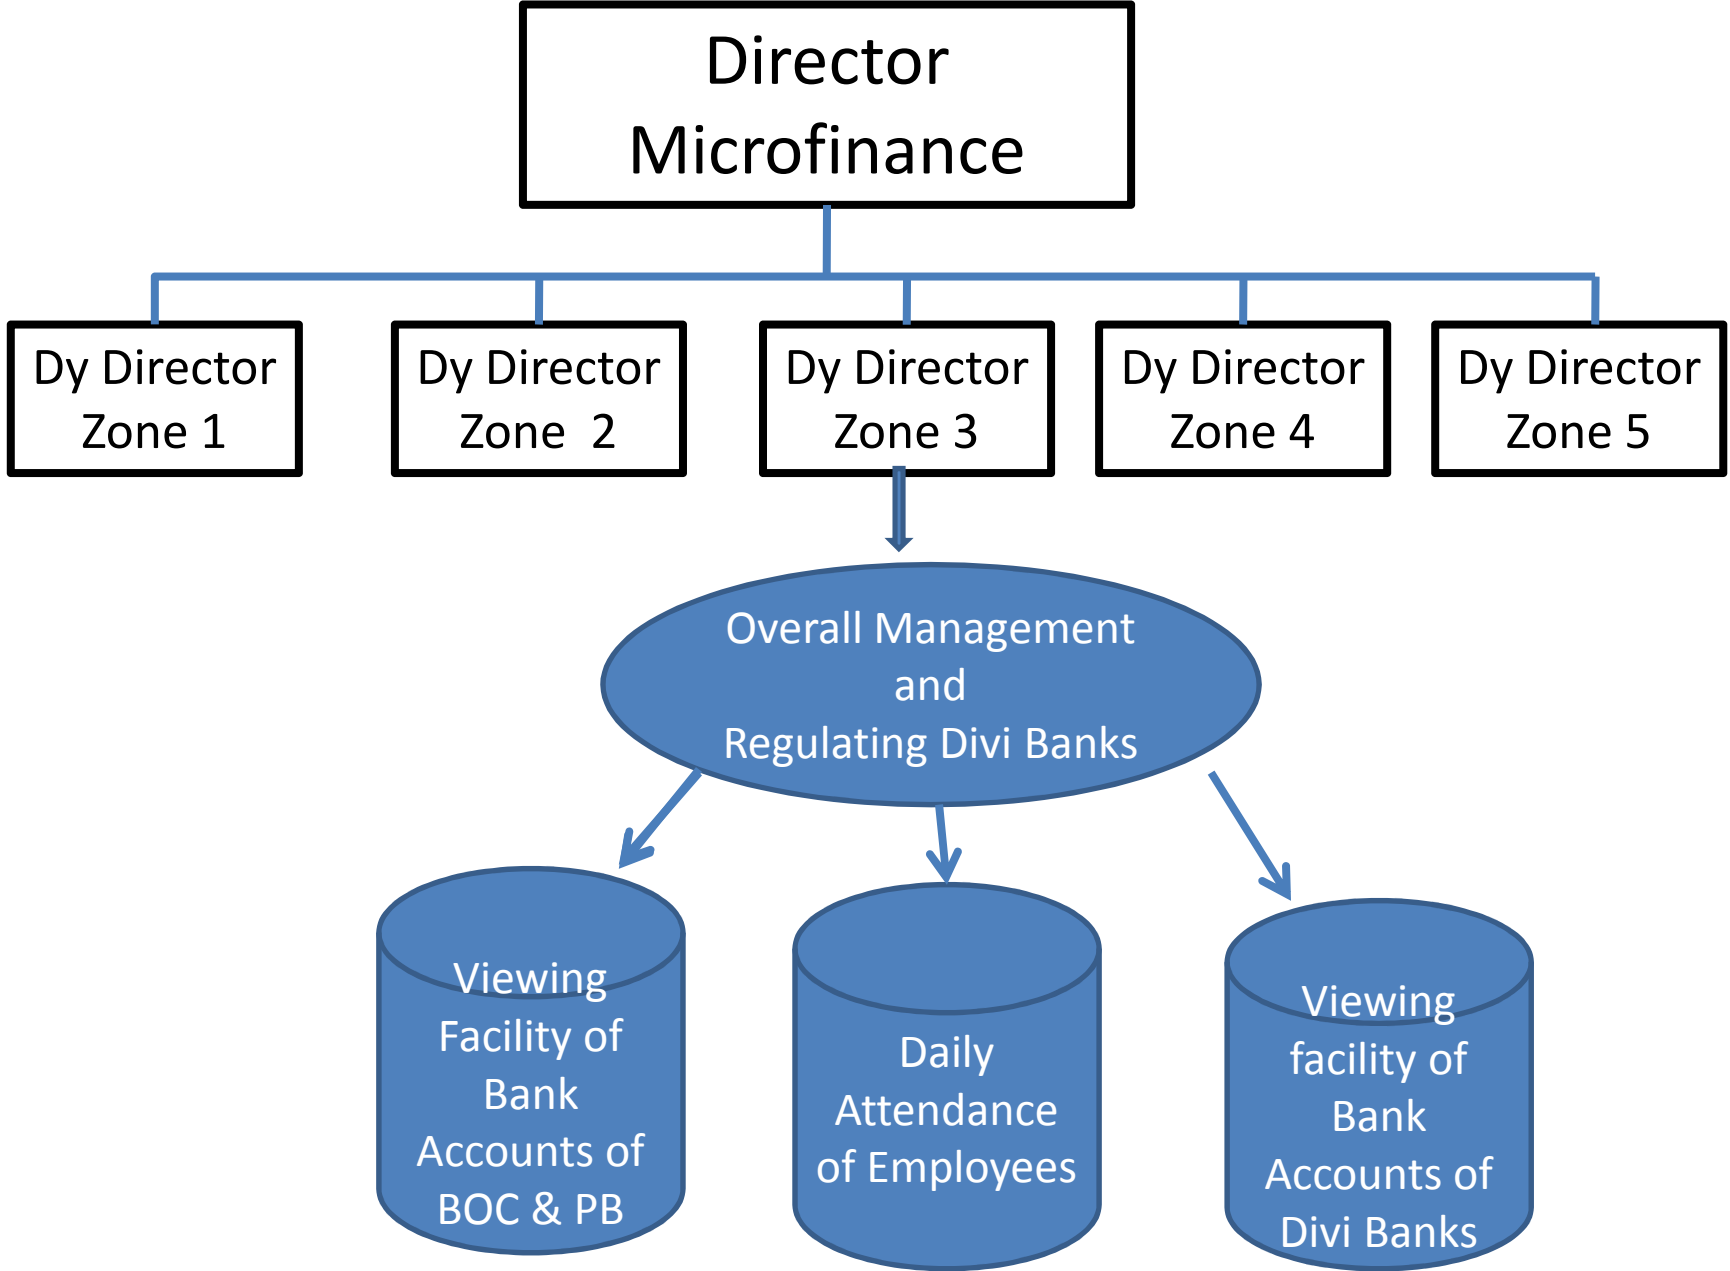 Director
Microfinance
Dy Director
Zone 1
Dy Director
Zone  2
Dy Director
Zone 3
Dy Director
Zone 4
Dy Director
Zone 5
Overall Management
and
Regulating Divi Banks
Viewing
Facility of
Bank
Accounts of
BOC & PB
Daily
Attendance
of Employees
Viewing
facility of
Bank
Accounts of
Divi Banks